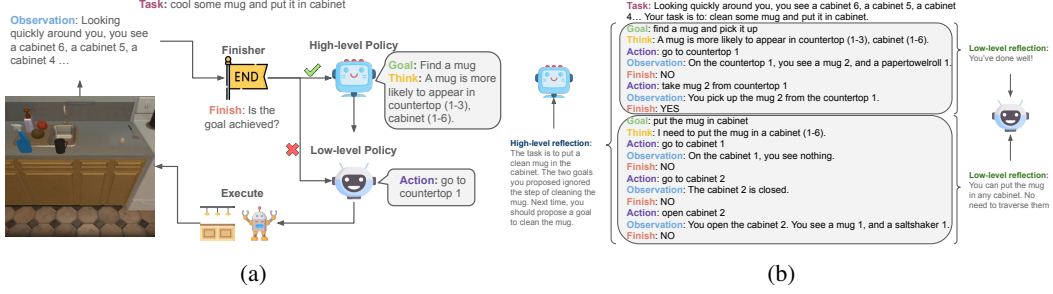 Task: cool some mug and put it in cabinet
Observation: Looking
quickly around you, you see
a cabinet 6, a cabinet 5, a
cabinet 4 …
Finisher
END
Finish: Is the
goal achieved?
High-level Policy
Goal: Find a mug
Think: A mug is more
likely to appear in
countertop (1-3),
cabinet (1-6).
Low-level Policy
Action: go to
countertop 1
Execute
(a)
High-level reflection:
The task is to put a
clean mug in the
cabinet. The two goals
you proposed ignored
the step of cleaning the
mug. Next time, you
should propose a goal
to clean the mug.
Task: Looking quickly around you, you see a cabinet 6, a cabinet 5, a cabinet
4… Your task is to: clean some mug and put it in cabinet.
Goal: find a mug and pick it up
Think: A mug is more likely to appear in countertop (1-3), cabinet (1-6).
Action: go to countertop 1
Observation: On the countertop 1, you see a mug 2, and a papertowelroll 1.
Finish: NO
Action: take mug 2 from countertop 1
Observation: You pick up the mug 2 from the countertop 1.
Finish: YES
Goal: put the mug in cabinet
Think: I need to put the mug in a cabinet (1-6).
Action: go to cabinet 1
Observation: On the cabinet 1, you see nothing.
Finish: NO
Action: go to cabinet 2
Observation: The cabinet 2 is closed.
Finish: NO
Action: open cabinet 2
Observation: You open the cabinet 2. You see a mug 1, and a saltshaker 1.
Finish: NO
Low-level reflection:
You've done well!
Low-level reflection:
You can put the mug
in any cabinet. No
need to traverse them
(b)